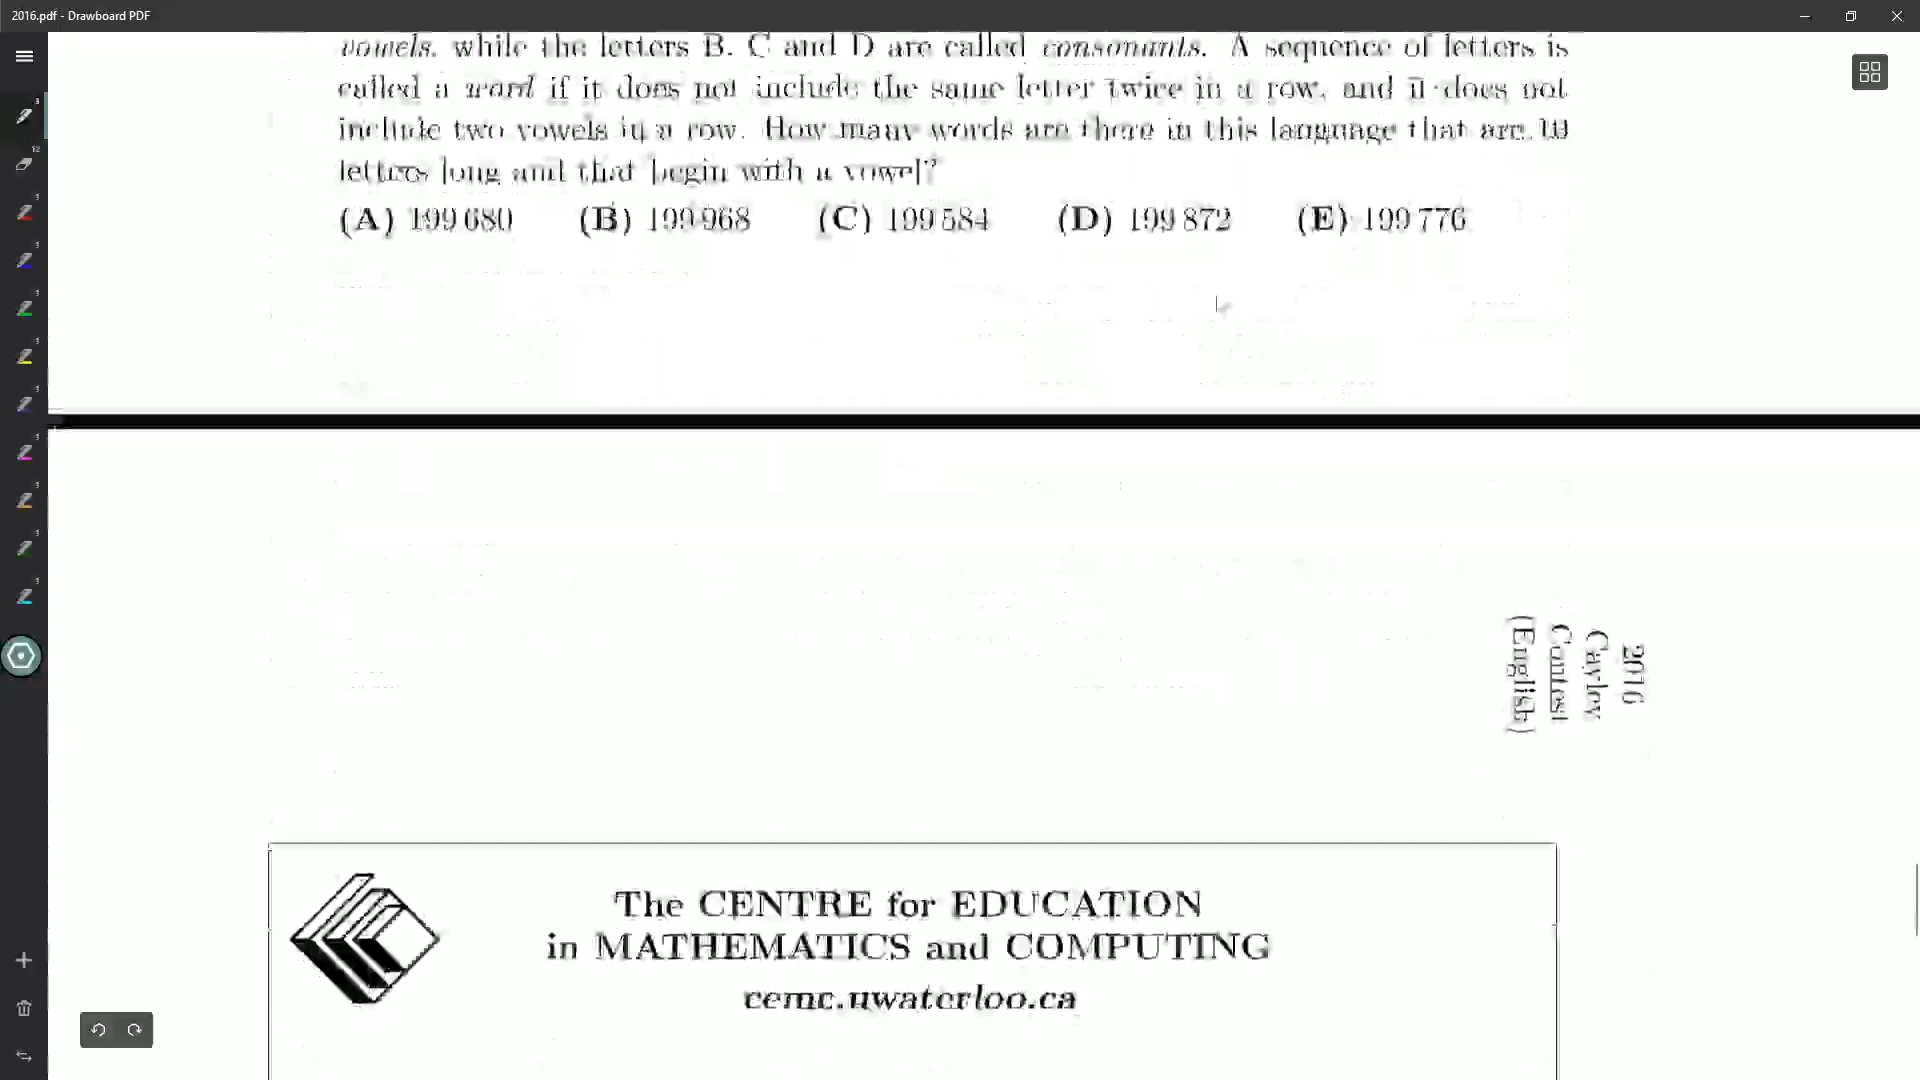 2016.pdf - Drawboard PDF
vowels, while the letters B, C and D are called consonants. A sequence of letters is
called a word if it does not include the same letter twice in a row, and it does not
include two vowels in a row. How many words are there in this language that are 10
letters long and that begin with a vowel?
(A) 199 680 (B) 199 968 (C) 199 584 (D) 199 872 (E) 199 776
2016
Cayley
Contest
(English)
The CENTRE for EDUCATION
in MATHEMATICS and COMPUTING
cemc.uwaterloo.ca